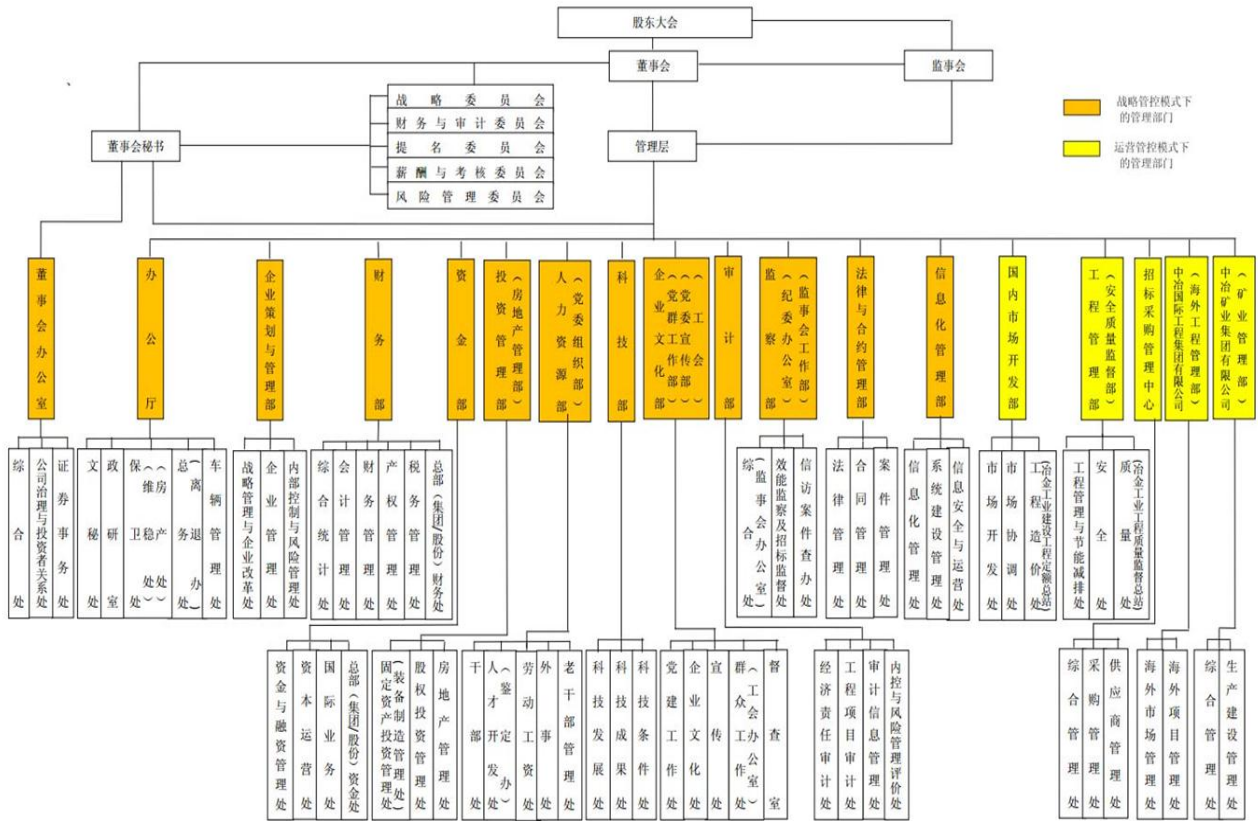 股东大会
董事会
监事会
战略委员会
财务与审计委员会
提名委员会
薪酬与考核委员会
风险管理委员会
董事会秘书
管理层
战略管控模式下
的管理部门
运营管控模式下
的管理部门
董事会办公室
办公厅
企业策划与管理部
财务部
资金部
投资管理部
（房地产管理部）
人力资源部
（党委组织部）
科技部
企业文化部
（党群工作部）
（党委宣传部）
（工会）
审计部
监察部
（纪委办公室）
（监事会工作部）
法律与合约管理部
信息化管理部
国内市场开发部
工程管理部
（安全质量监督部）
招标采购管理中心
中冶国际工程集团有限公司
（海外工程管理部）
中冶矿业集团有限公司
（矿业管理部）
综合处
公司治理与投资者关系处
证券事务处
文秘处
政研室
保卫处
（维稳处）
（房产处）
总务处
（离退办）
车辆管理处
战略管理与企业改革处
企业管理处
内部控制与风险管理处
综合统计处
会计管理处
财务管理处
产权管理处
税务管理处
总部（集团/股份）财务处
综合处
（监事会办公室）
效能监察及招标监督处
信访案件查办处
法律管理处
合同管理处
案件管理处
信息化管理处
系统建设管理处
信息安全与运营处
市场开发处
市场协调处
工程造价处
（冶金工业建设工程定额总站）
工程管理与节能减排处
安全处
质量处
（冶金工业工程质量监督总站）
资金与融资管理处
资本运营处
国际业务处
总部（集团/股份）资金处
固定资产投资管理处
（装备制造管理处）
股权投资管理处
房地产管理处
干部处
人才开发处
（鉴定办）
劳动工资处
外事处
老干部管理处
科技发展处
科技成果处
科技条件处
党建工作处
企业文化处
宣传处
群众工作处
（工会办公室）
督查室
经济责任审计处
工程项目审计处
审计信息管理处
内控与风险管理评价处
综合管理处
采购管理处
供应商管理处
海外市场管理处
海外项目管理处
综合管理处
生产建设管理处